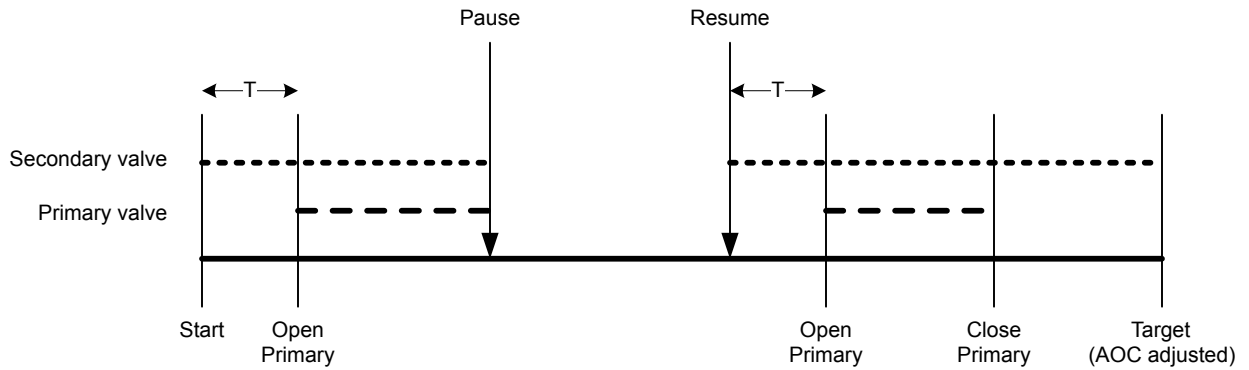 Pause
Resume
T
T
Secondary valve
Primary valve
Start
Open
Primary
Open
Primary
Close
Primary
Target
(AOC adjusted)